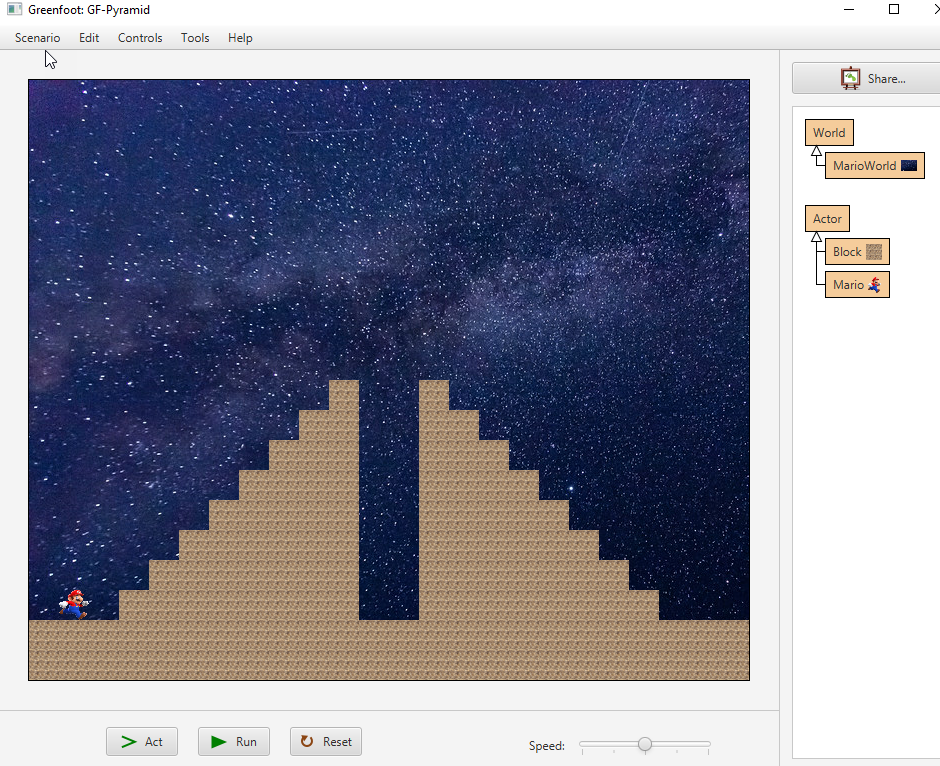 Greenfoot: GF-Pyramid
Scenario Edit Controls Tools Help
Share...
World
MarioWorld
Actor
Block
Mario
Act Run Reset Speed: